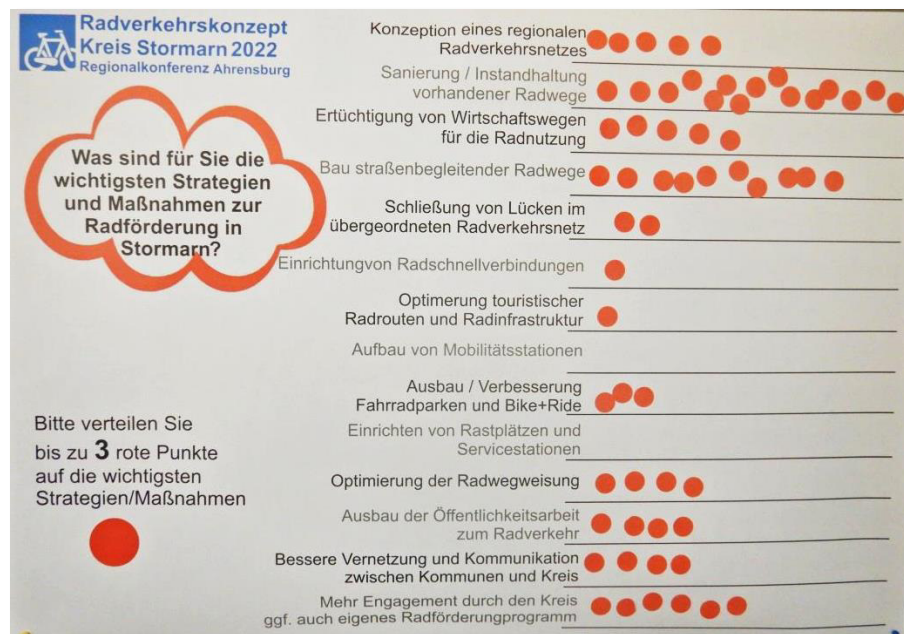 Radverkehrskonzept
Kreis Stormarn 2022
Regionalkonferenz Ahrensburg
Was sind für Sie die
wichtigsten Strategien
und Maßnahmen zur
Radförderung in
Stormarn?
Bitte verteilen Sie
bis zu 3 rote Punkte
auf die wichtigsten
Strategien/Maßnahmen
Konzeption eines regionalen
Radverkehrsnetzes
Sanierung / Instandhaltung
vorhandener Radwege
Ertüchtigung von Wirtschaftswegen
für die Radnutzung
Bau straßenbegleitender Radwege
Schließung von Lücken im
übergeordneten Radverkehrsnetz
Einrichtungvon Radschnellverbindungen
Optimerung touristischer
Radrouten und Radinfrastruktur
Aufbau von Mobilitätsstationen
Ausbau / Verbesserung
Fahrradparken und Bike+Ride
Einrichten von Rastplätzen und
Servicestationen
Optimierung der Radwegweisung
Ausbau der Öffentlichkeitsarbeit
zum Radverkehr
Bessere Vernetzung und Kommunikation
zwischen Kommunen und Kreis
Mehr Engagement durch den Kreis
ggf. auch eigenes Radförderungprogramm